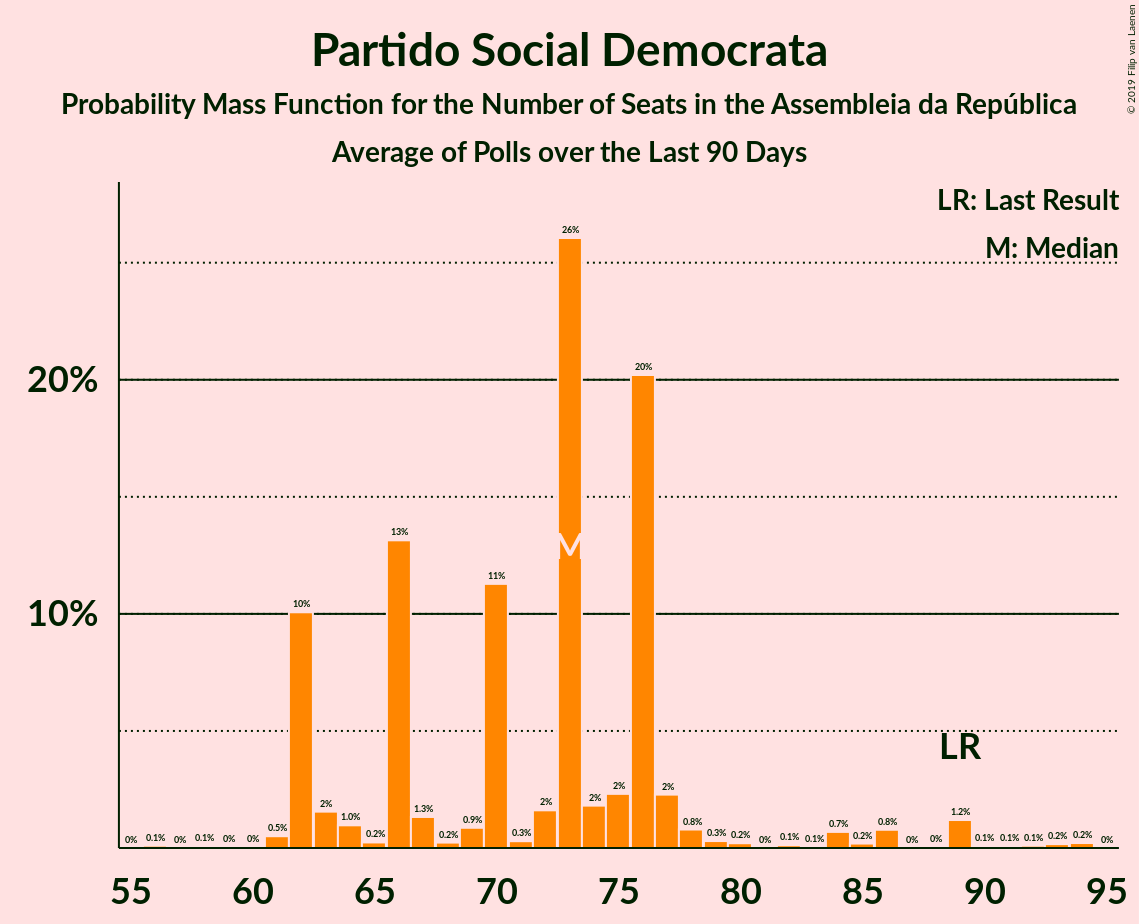 Partido Social Democrata
Probability Mass Function for the Number of Seats in the Assembleia da República
Average of Polls over the Last 90 Days
© 2019 Filip van Laenen
LR: Last Result
M: Median
26%
20%
20%
13%
11%
10%
10%
M
LR
0% 0.1% 0% 0.1% 0% 0% 0.5% 2% 1.0% 0.2% 1.3% 0.2% 0.9% 0.3% 2% 2% 2% 2% 0.8% 0.3% 0.2% 0% 0.1% 0.1% 0.7% 0.2% 0.8% 0% 0% 1.2% 0.1% 0.1% 0.1% 0.2% 0.2% 0%
55 60 65 70 75 80 85 90 95